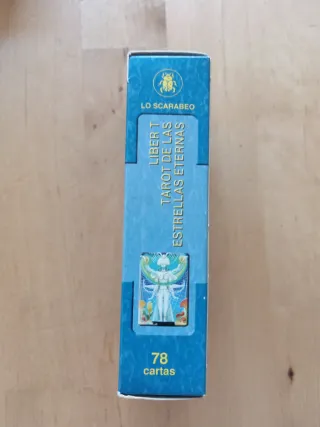 LO SCARABEO
LIBER T
TAROT DE LAS
ESTRELLAS ETERNAS
78
cartas